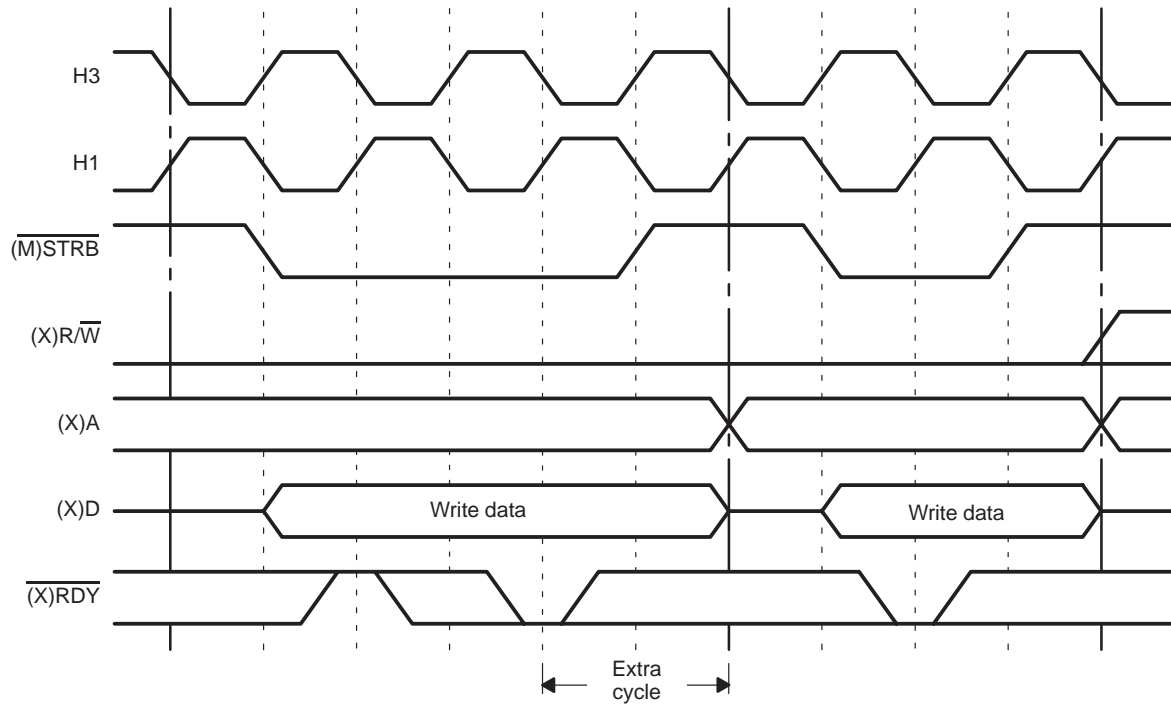 H3
H1
(M)STRB
(X)R/W
(X)A
(X)D
Write data
Write data
(X)RDY
Extra
cycle